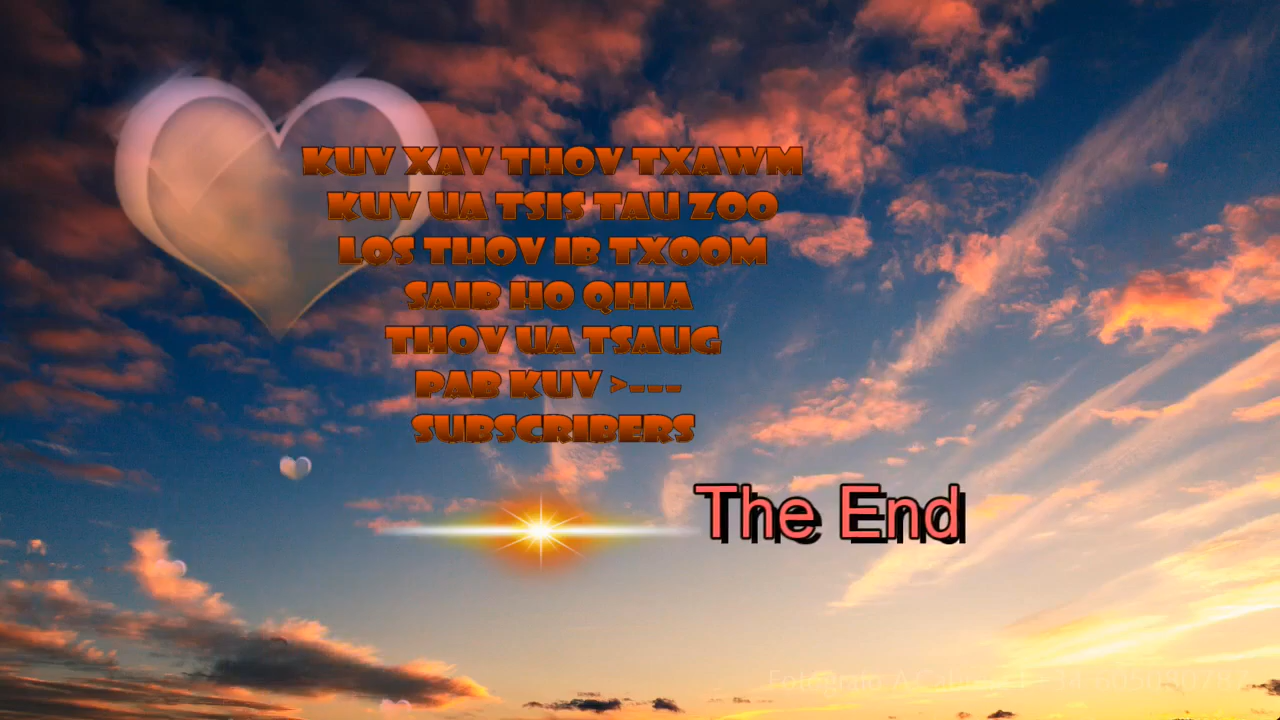 KUV XAV THOV TXAWM
KUV UA TSIS TAU ZOO
LOS THOV IB TXOOM
SAIB HO QHIA
THOV UA TSAUG
PAB KUV >---
SUBSCRIBERS
The End